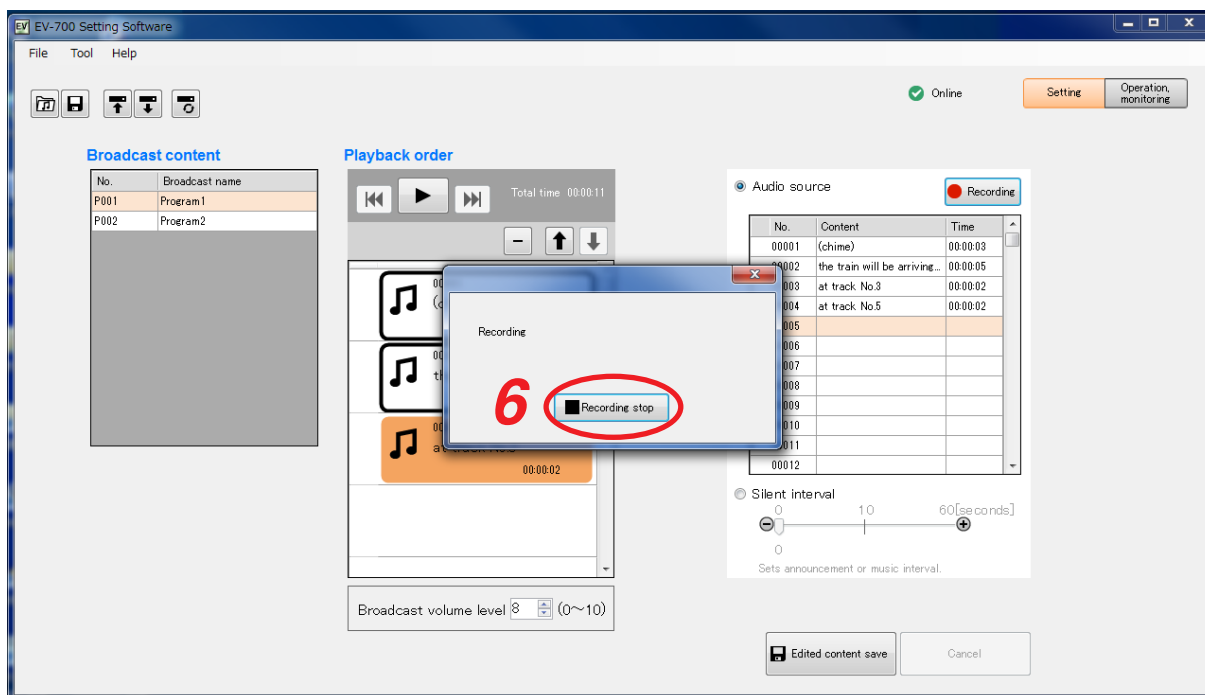 EV EV-700 Setting Software
File Tool Help
Online
Setting
Operation,
monitoring
Broadcast content
No. Broadcast name
P001 Program1
P002 Program2
Playback order
Total time 00:00:11
00:00:02
Broadcast volume level 8 (0～10)
Audio source
Recording
No. Content Time
00001 (chime) 00:00:03
the train will be arriving... 00:00:05
at track No.3 00:00:02
at track No.5 00:00:02
00012
Recording
6
Recording stop
Silent interval
0 10 60[seconds]
0
Sets announcement or music interval.
Edited content save
Cancel